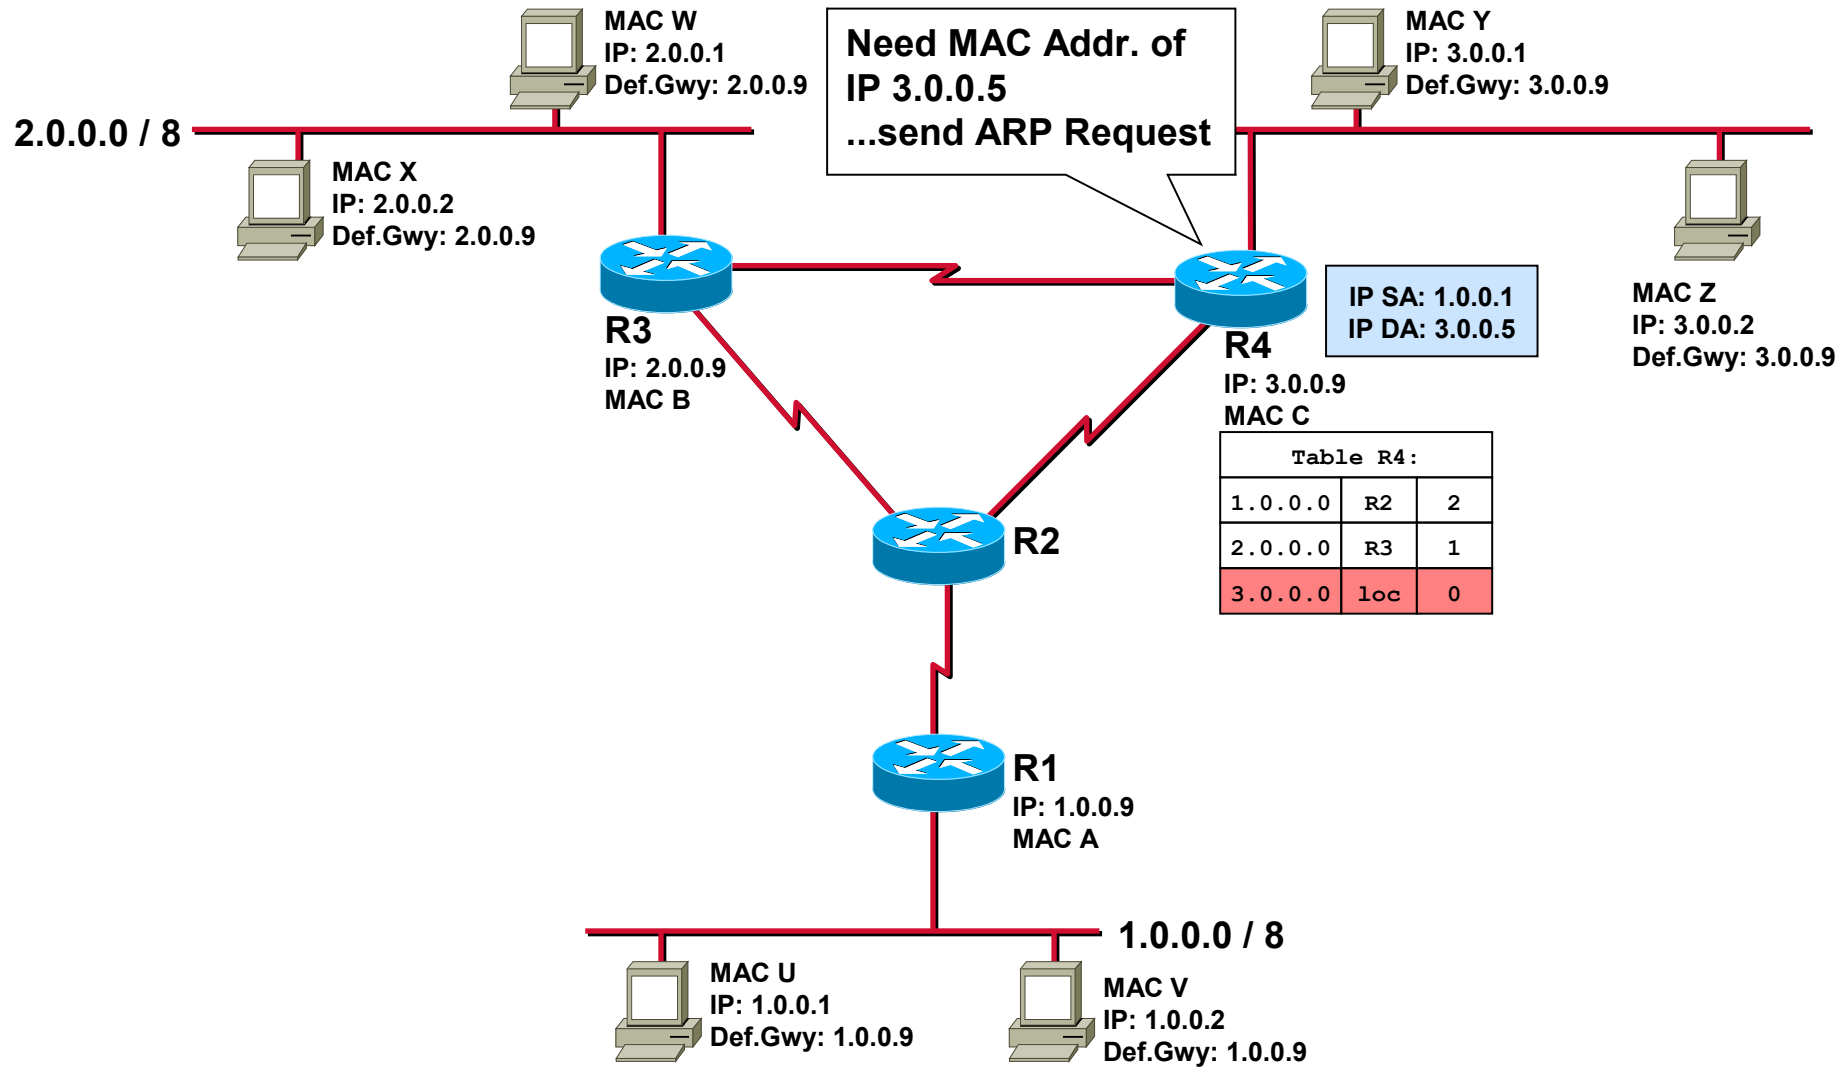 MAC W
IP: 2.0.0.1
Def.Gwy: 2.0.0.9
Need MAC Addr. of
IP 3.0.0.5
...send ARP Request
MAC Y
IP: 3.0.0.1
Def.Gwy: 3.0.0.9
2.0.0.0 / 8
MAC X
IP: 2.0.0.2
Def.Gwy: 2.0.0.9
IP SA: 1.0.0.1
IP DA: 3.0.0.5
MAC Z
IP: 3.0.0.2
Def.Gwy: 3.0.0.9
R3
IP: 2.0.0.9
MAC B
R4
IP: 3.0.0.9
MAC C
Table R4:
1.0.0.0 R2 2
2.0.0.0 R3 1
3.0.0.0 loc 0
R2
R1
IP: 1.0.0.9
MAC A
1.0.0.0 / 8
MAC U
IP: 1.0.0.1
Def.Gwy: 1.0.0.9
MAC V
IP: 1.0.0.2
Def.Gwy: 1.0.0.9